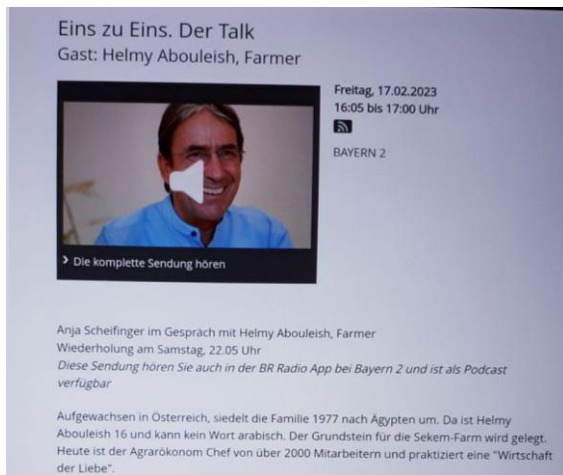 Eins zu Eins. Der Talk
Gast: Helmy Abouleish, Farmer
Freitag, 17.02.2023
16:05 bis 17:00 Uhr
BAYERN 2
> Die komplette Sendung hören
Anja Scheifinger im Gespräch mit Helmy Abouleish, Farmer
Wiederholung am Samstag, 22.05 Uhr
Diese Sendung hören Sie auch in der BR Radio App bei Bayern 2 und ist als Podcast
verfügbar
Aufgewachsen in Österreich, siedelt die Familie 1977 nach Ägypten um. Da ist Helmy
Abouleish 16 und kann kein Wort arabisch. Der Grundstein für die Sekem-Farm wird gelegt.
Heute ist der Agrarökonom Chef von über 2000 Mitarbeitern und praktiziert eine "Wirtschaft
der Liebe".